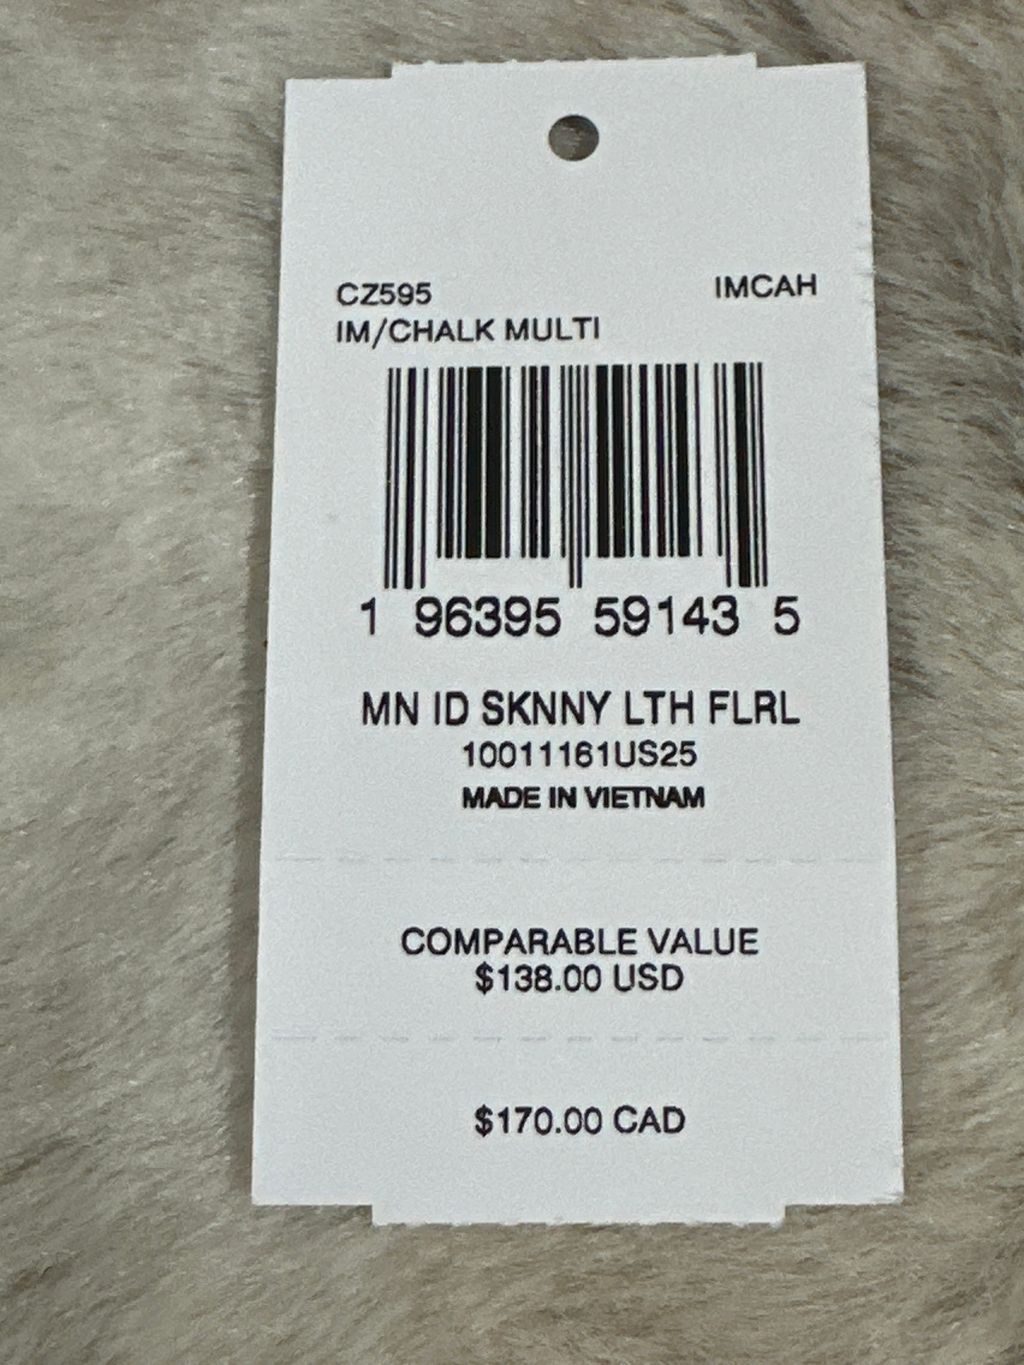 CZ595 IMCAH
IM/CHALK MULTI
1 96395 59143 5
MN ID SKNNY LTH FLRL
10011161US25
MADE IN VIETNAM
COMPARABLE VALUE
$138.00 USD
$170.00 CAD